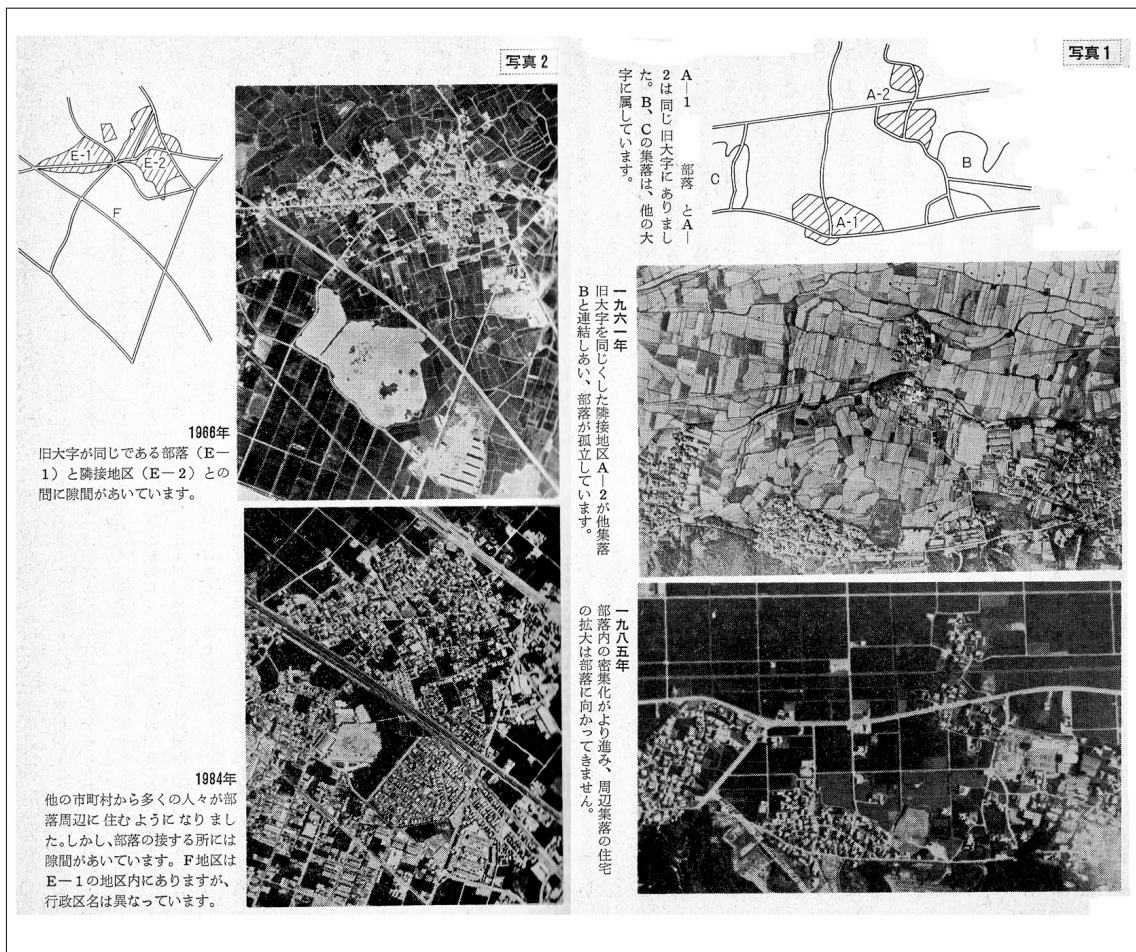 写真1
A-2
B
C
A-1
A―1 部落 とA―
2は 同じ旧大字に ありまし
た。B、Cの集落は、他の大
字に属しています。
一九六一年
旧大字を同じくした隣接地区A―2が他集落
Bと連結しあい、部落が孤立しています。
一九八五年
部落内の密集化がより進み、周辺集落の住宅
の拡大は部落に向かってきません。
写真2
E-1
E-2
F
1966年
旧大字が同じである部落（E―
1）と隣接地区（E―2）との
間に隙間があいています。
1984年
他の市町村から多くの人々が部
落周辺に 住む ように なり まし
た。しかし、部落の接する所には
隙間があいています。F地区は
E―1の地区内にありますが、
行政区名は異なっています。